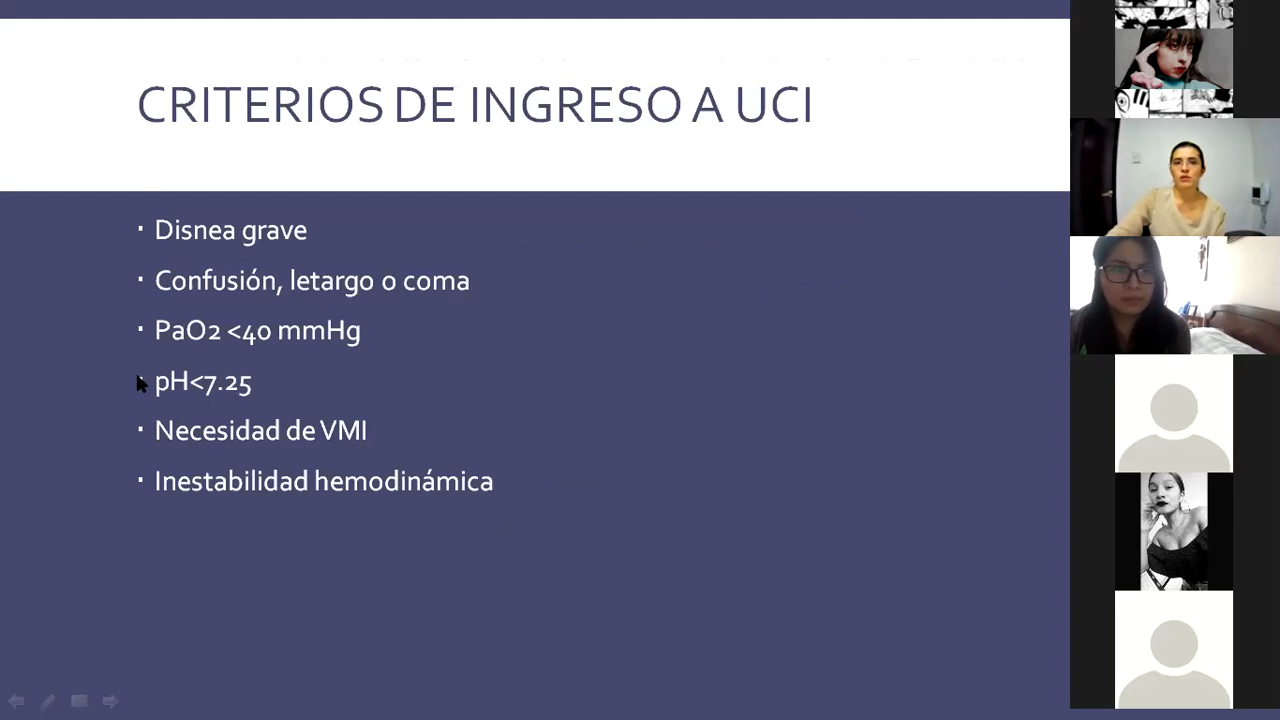 CRITERIOS DE INGRESO A UCI
Disnea grave
Confusión, letargo o coma
PaO2 <40 mmHg
pH<7.25
Necesidad de VMI
Inestabilidad hemodinámica